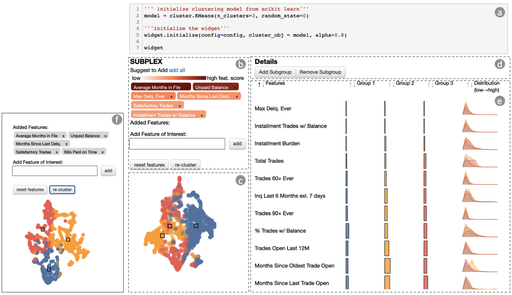 a
1 ''' initialize clustering model from scikit learn'''
2 model = cluster.KMeans(n_clusters=3, random_state=0)
3
4 '''initialize the widget'''
5 widget.initialize(config=config, cluster_obj = model, alpha=0.8)
6
7 widget
SUBPLEX
b
Suggest to Add add all
low high feat. score
Average Months in File Unpaid Balance
Max Delq. Ever Months Since Last Delq.
Satisfactory Trades
Installment Trades w/ Balance
Added Features:
Add Feature of Interest:
add
reset features re-cluster
c
Details
d
Add Subgroup Remove Subgroup
e
↑ Features Group 1 Group 2 Group 3 Distribution
(low→high)
Max Delq. Ever
Installment Trades w/ Balance
Installment Burden
Total Trades
Trades 60+ Ever
Inq Last 6 Months exl. 7 days
Trades 90+ Ever
% Trades w/ Balance
Trades Open Last 12M
Months Since Oldest Trade Open
Months Since Last Trade Open
f
Added Features:
Average Months in File x Unpaid Balance x
Months Since Last Delq. x
Satisfactory Trades x Bills Paid on Time x
Add Feature of Interest:
add
reset features re-cluster